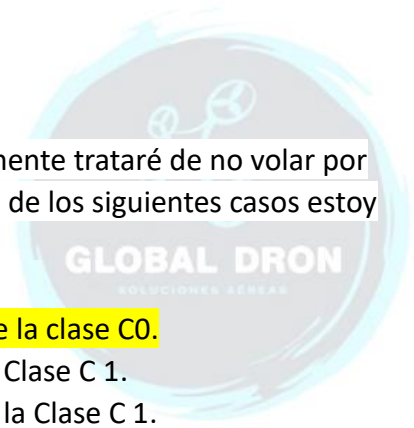 mente trataré de no volar por
de los siguientes casos estoy
GLOBAL DRON
SOLUCIONES AÉREAS
e la clase C0.
Clase C 1.
la Clase C 1.